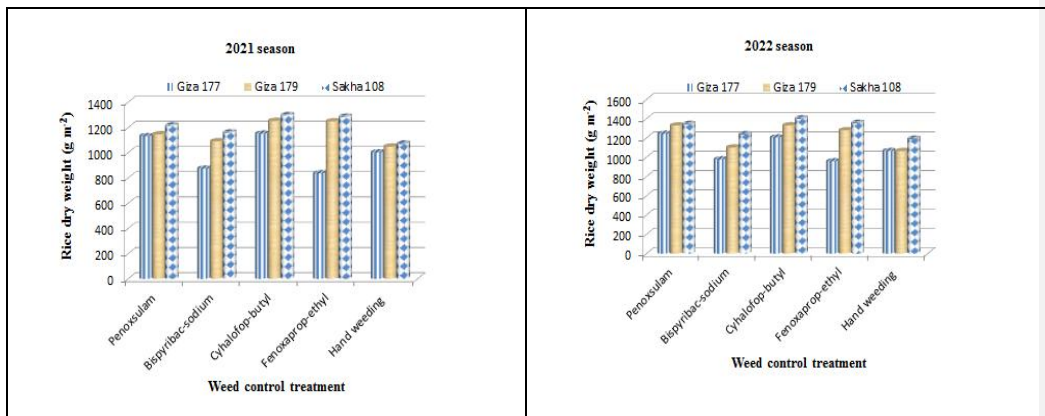 2021 season
Giza 177 Giza 179 Sakha 108
Rice dry weight (g m-2)
1400
1200
1000
800
600
400
200
0
Penoxsulam
Bispyribac-sodium
Cyhalofop-butyl
Fenoxaprop-ethyl
Hand weeding
Weed control treatment
2022 season
Giza 177 Giza 179 Sakha 108
Rice dry weight (g m-2)
1600
1400
1200
1000
800
600
400
200
0
Penoxsulam
Bispyribac-sodium
Cyhalofop-butyl
Fenoxaprop-ethyl
Hand weeding
Weed control treatment